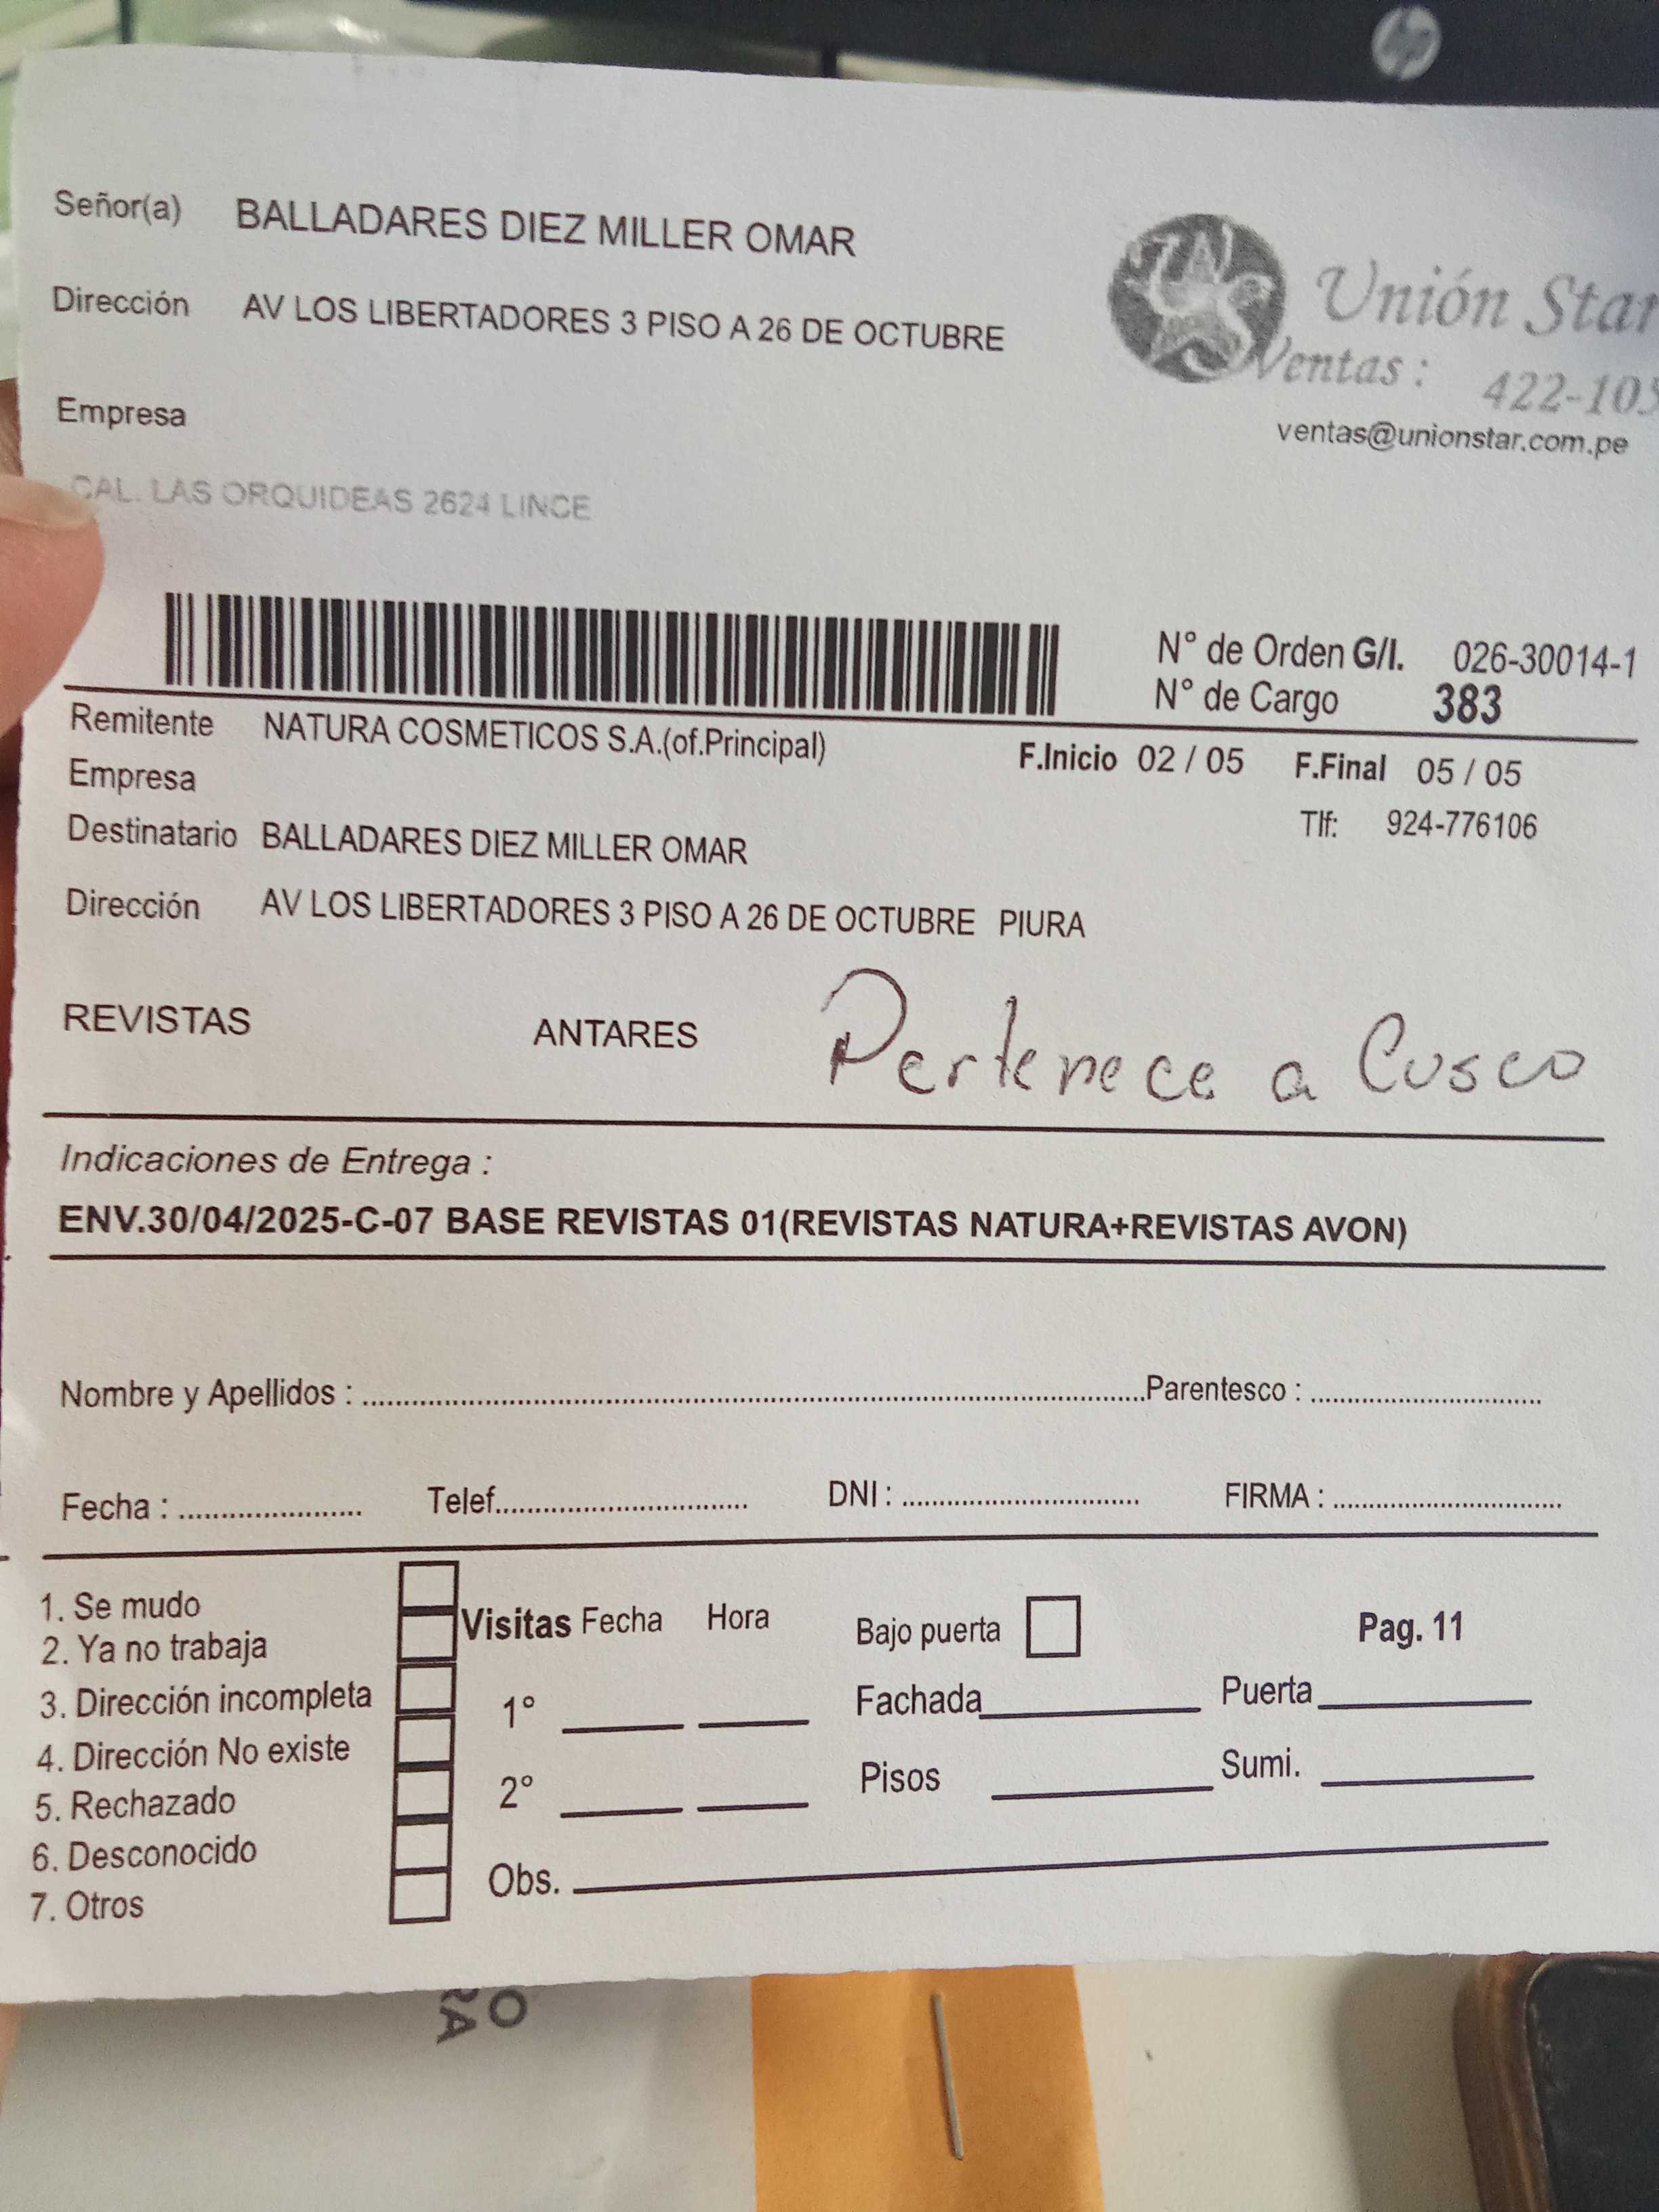 Señor(a) BALLADARES DIEZ MILLER OMAR
Dirección AV LOS LIBERTADORES 3 PISO A 26 DE OCTUBRE
Unión Star
Ventas : 422-105
ventas@unionstar.com.pe
Empresa
CAL. LAS ORQUIDEAS 2624 LINCE
N° de Orden G/I. 026-30014-1
N° de Cargo 383
Remitente NATURA COSMETICOS S.A.(of.Principal)
F.Inicio 02 / 05 F.Final 05 / 05
Empresa
Tlf: 924-776106
Destinatario BALLADARES DIEZ MILLER OMAR
Dirección AV LOS LIBERTADORES 3 PISO A 26 DE OCTUBRE PIURA
REVISTAS ANTARES Pertenece a Cusco
Indicaciones de Entrega :
ENV.30/04/2025-C-07 BASE REVISTAS 01(REVISTAS NATURA+REVISTAS AVON)
Nombre y Apellidos : Parentesco :
Fecha : Telef. DNI : FIRMA :
1. Se mudo
2. Ya no trabaja
3. Dirección incompleta
4. Dirección No existe
5. Rechazado
6. Desconocido
7. Otros
Visitas Fecha Hora
1°
2°
Obs.
Bajo puerta Pag. 11
Fachada Puerta
Pisos Sumi.
hp